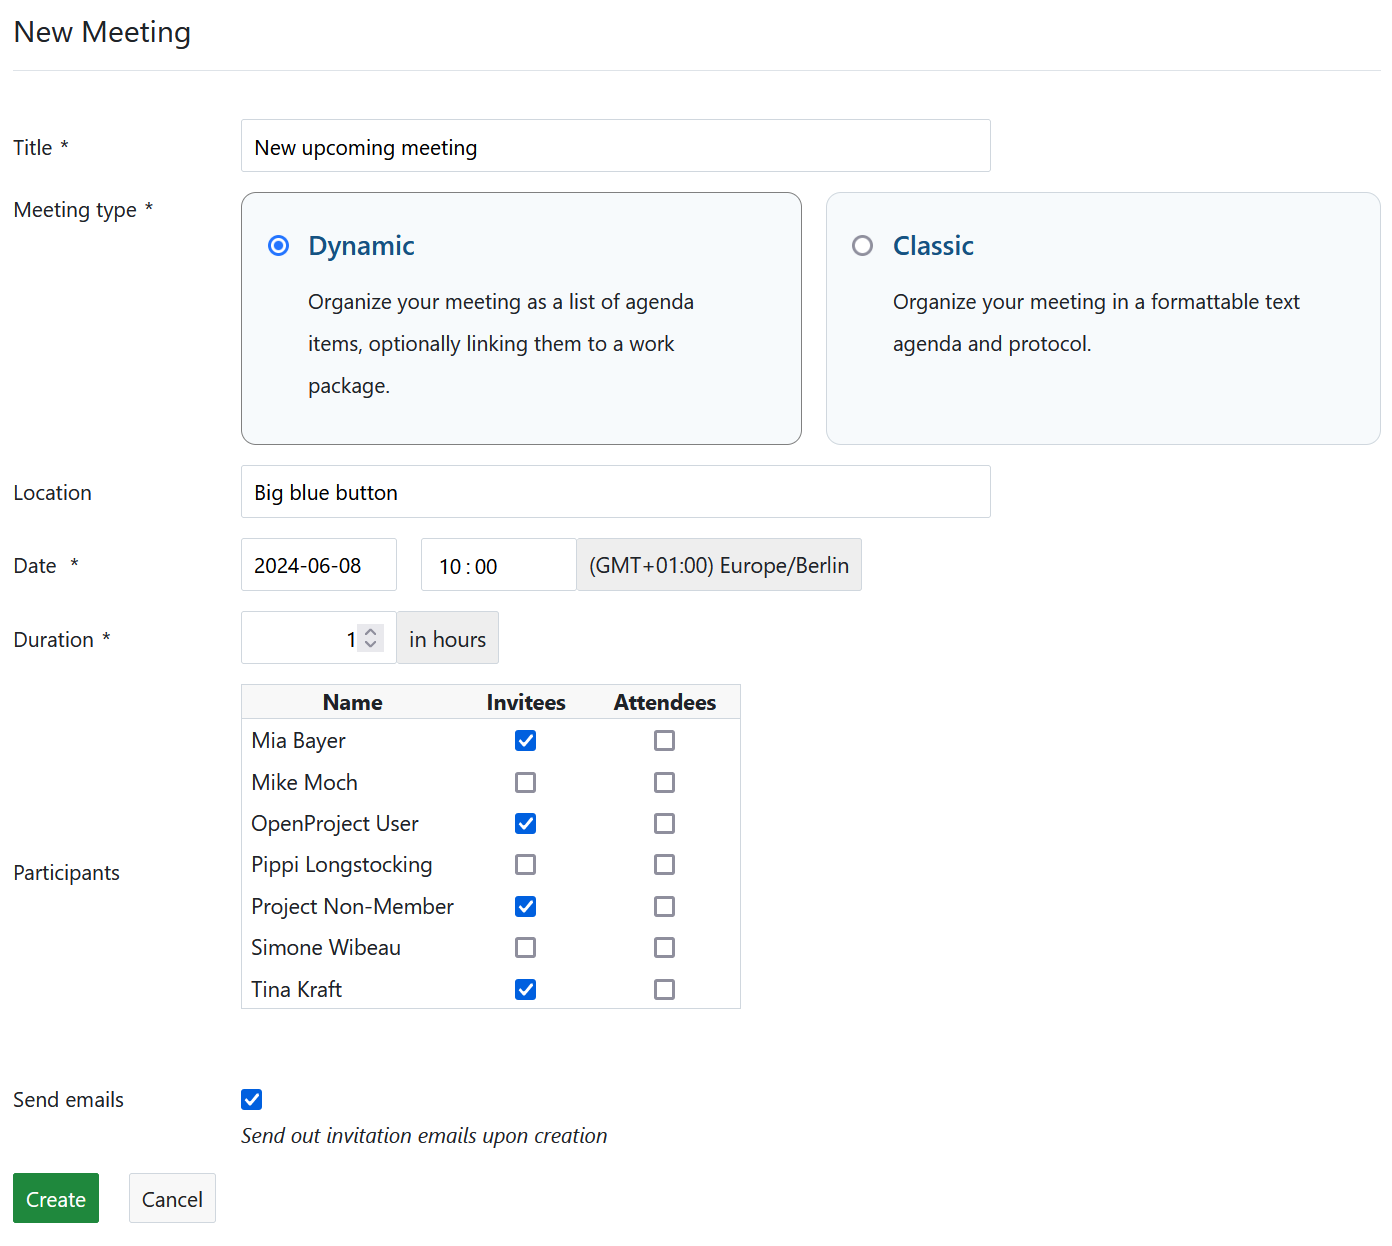 New Meeting
Title *
New upcoming meeting
Meeting type *
Dynamic
Organize your meeting as a list of agenda
items, optionally linking them to a work
package.
Classic
Organize your meeting in a formattable text
agenda and protocol.
Location
Big blue button
Date *
2024-06-08
10:00
(GMT+01:00) Europe/Berlin
Duration *
1
in hours
Participants
Name Invitees Attendees
Mia Bayer
Mike Moch
OpenProject User
Pippi Longstocking
Project Non-Member
Simone Wibeau
Tina Kraft
Send emails
Send out invitation emails upon creation
Create
Cancel